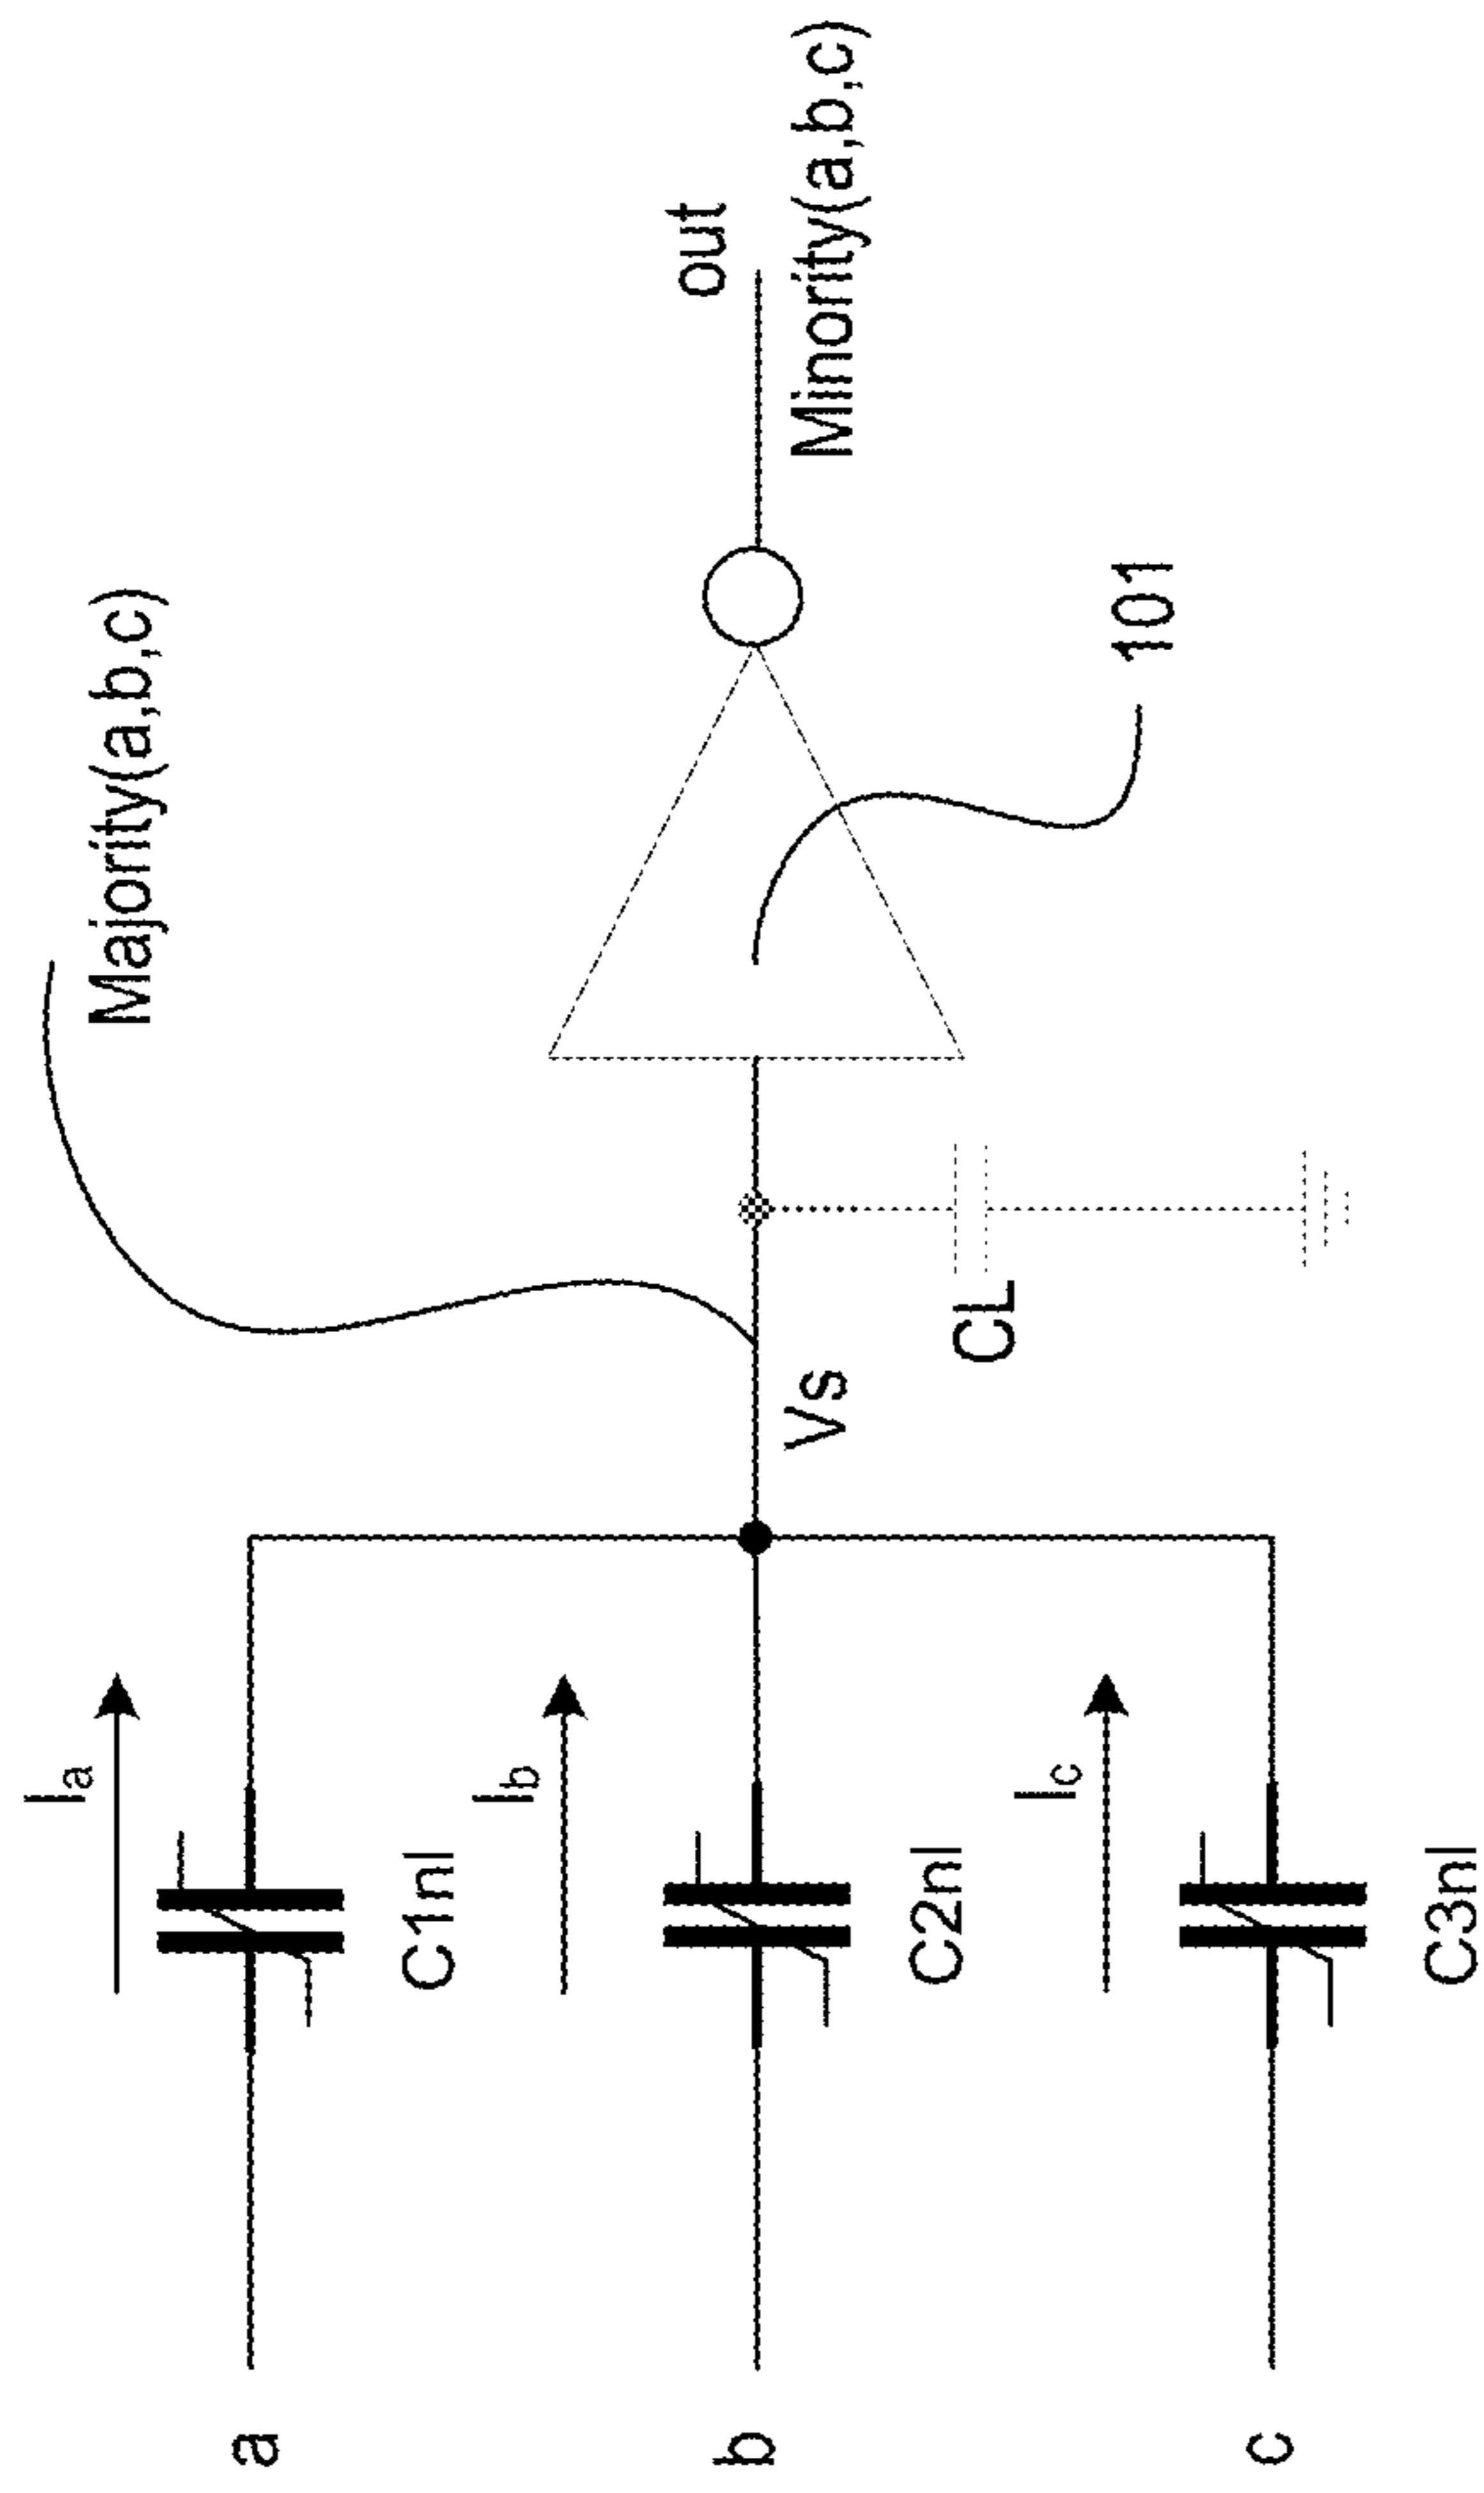 a
b
c
Ia
C1nl
Ib
C2nl
Ic
C3nl
Vs
CL
Majority(a,b,c)
101
out
Minority(a,b,c)